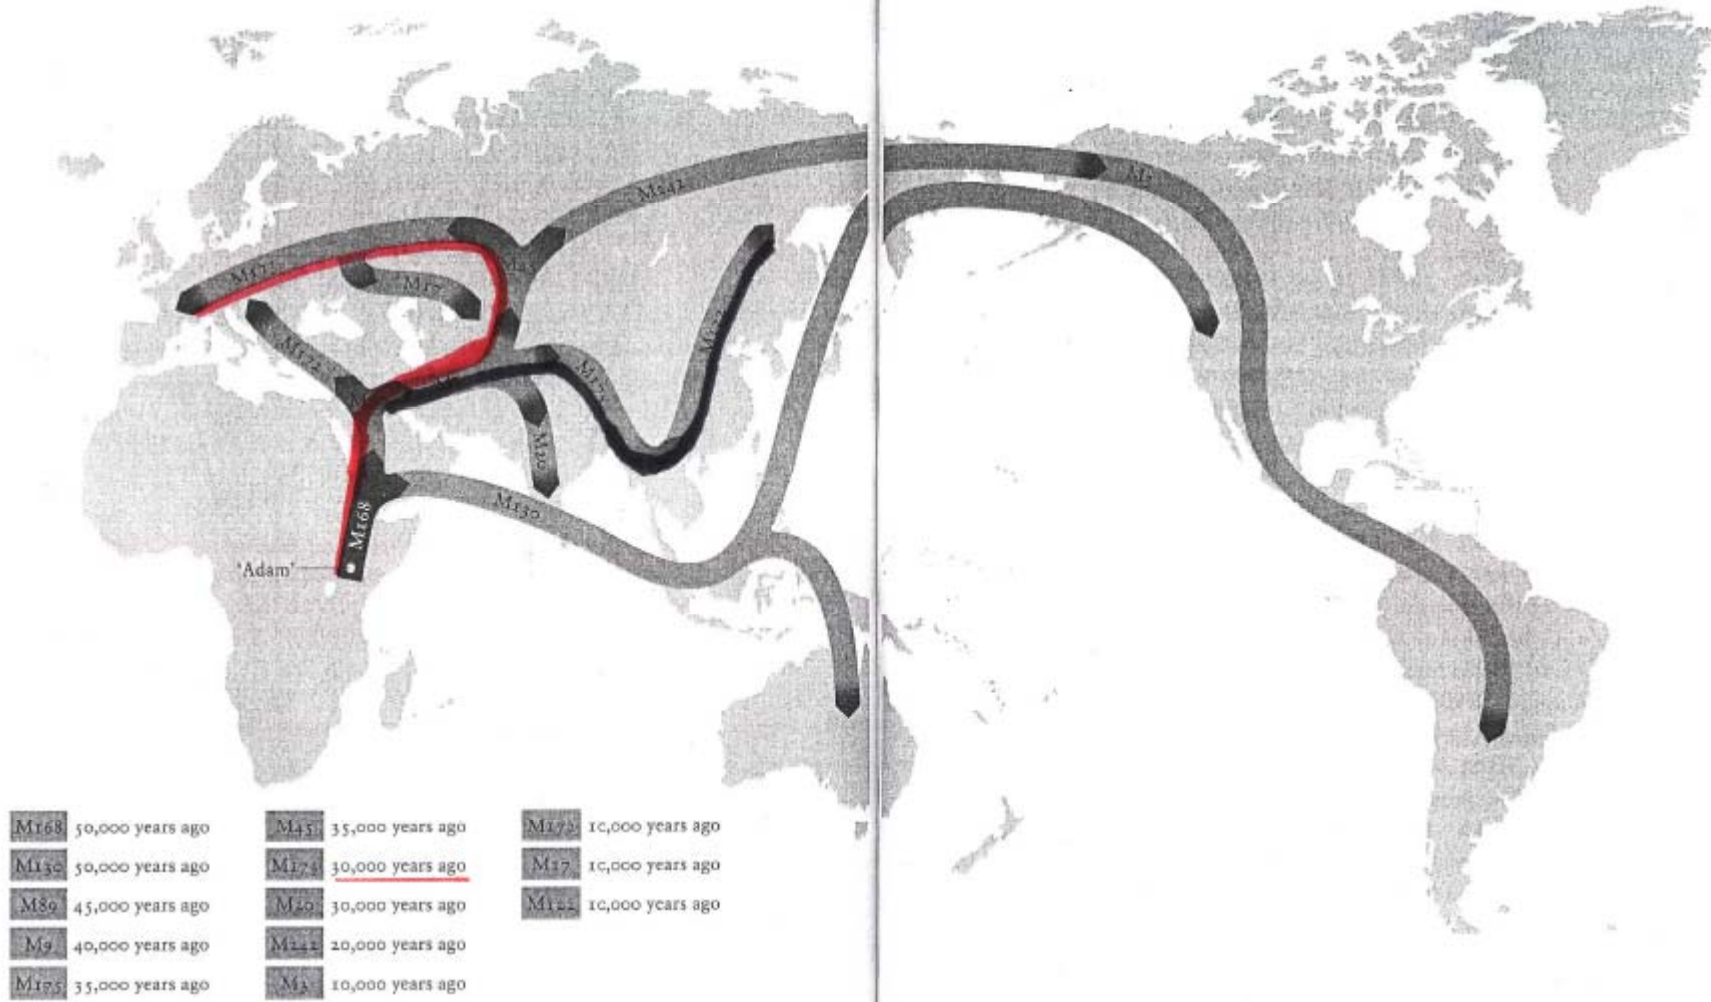 M242
M3
M173
M17
M172
M175
M20
M130
M168
'Adam'
M168 50,000 years ago
M130 50,000 years ago
M89 45,000 years ago
M9 40,000 years ago
M175 35,000 years ago
M45 35,000 years ago
M173 30,000 years ago
M20 30,000 years ago
M242 20,000 years ago
M3 10,000 years ago
M172 10,000 years ago
M17 10,000 years ago
M122 10,000 years ago